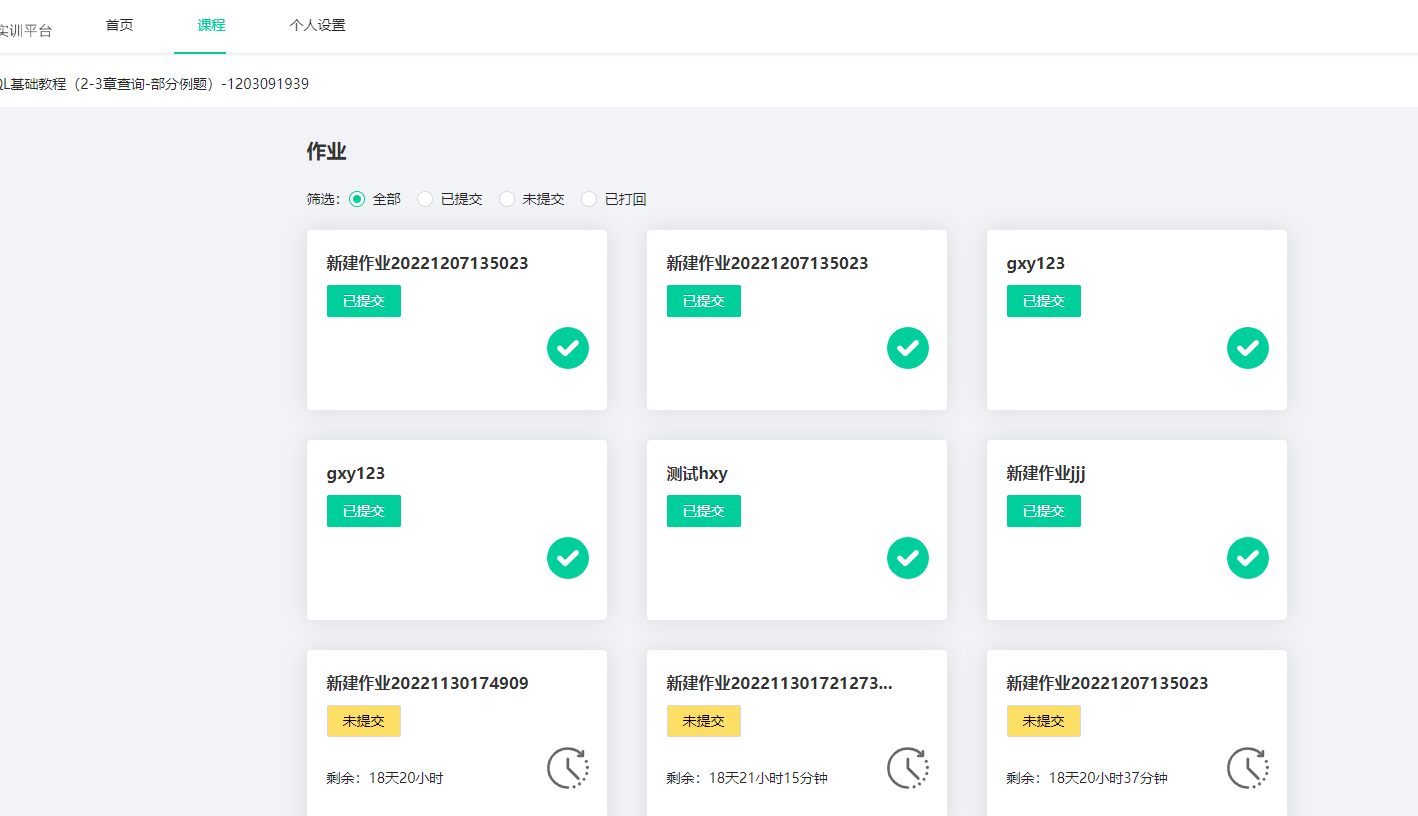 实训平台 首页 课程 个人设置
QL基础教程（2-3章查询-部分例题）-1203091939
作业
筛选： 全部 已提交 未提交 已打回
新建作业20221207135023
已提交
新建作业20221207135023
已提交
gxy123
已提交
gxy123
已提交
测试hxy
已提交
新建作业jjj
已提交
新建作业20221130174909
未提交
剩余：18天20小时
新建作业202211301721273...
未提交
剩余：18天21小时15分钟
新建作业20221207135023
未提交
剩余：18天20小时37分钟